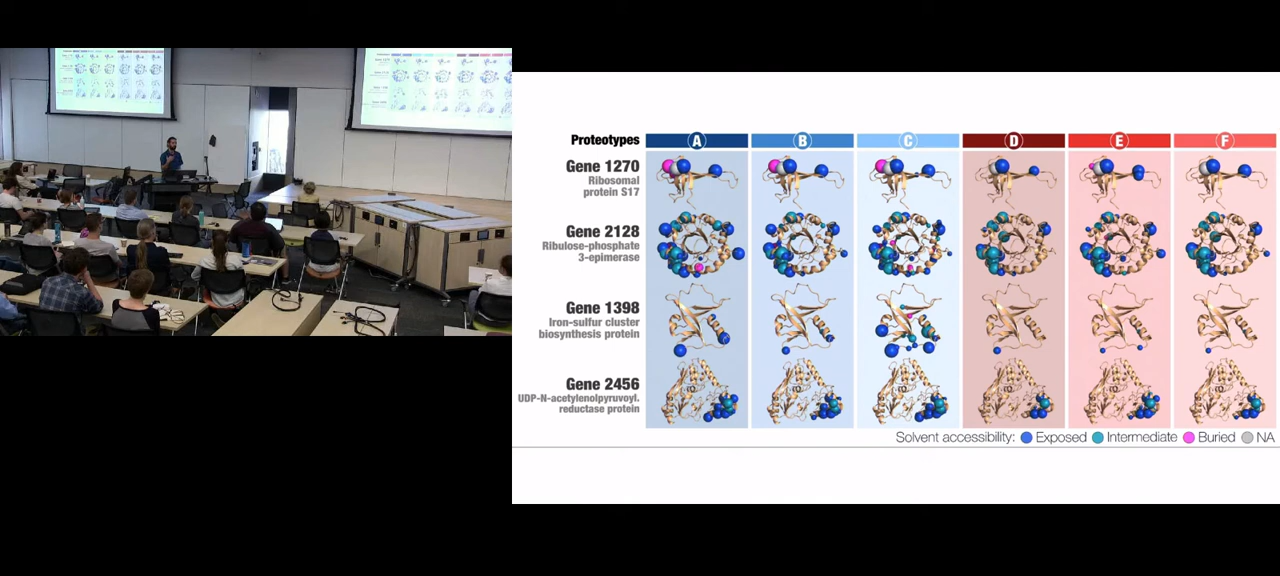 Proteotypes A B C D E F
Gene 1270
Ribosomal
protein S17
Gene 2128
Ribulose-phosphate
3-epimerase
Gene 1398
Iron-sulfur cluster
biosynthesis protein
Gene 2456
UDP-N-acetylenolpyruvoyl.
reductase protein
Solvent accessibility: Exposed Intermediate Buried NA